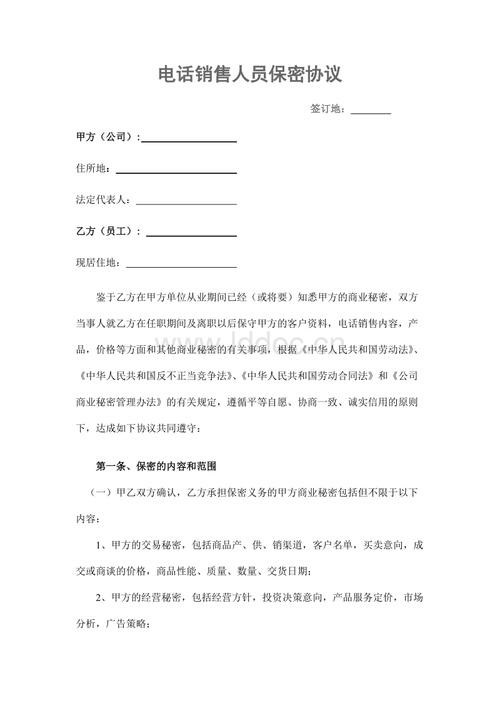 电话销售人员保密协议
签订地：
甲方（公司）：
住所地：
法定代表人：
乙方（员工）：
现居住地：
鉴于乙方在甲方单位从业期间已经（或将要）知悉甲方的商业秘密，双方
当事人就乙方在任职期间及离职以后保守甲方的客户资料，电话销售内容，产
品，价格等方面和其他商业秘密的有关事项，根据《中华人民共和国劳动法》、
《中华人民共和国反不正当竞争法》、《中华人民共和国劳动合同法》和《公司
商业秘密管理办法》的有关规定，遵循平等自愿、协商一致、诚实信用的原则
下，达成如下协议共同遵守：
第一条、保密的内容和范围
（一）甲乙双方确认，乙方承担保密义务的甲方商业秘密包括但不限于以下
内容：
1、甲方的交易秘密，包括商品产、供、销渠道，客户名单，买卖意向，成
交或商谈的价格，商品性能、质量、数量、交货日期；
2、甲方的经营秘密，包括经营方针，投资决策意向，产品服务定价，市场
分析，广告策略；